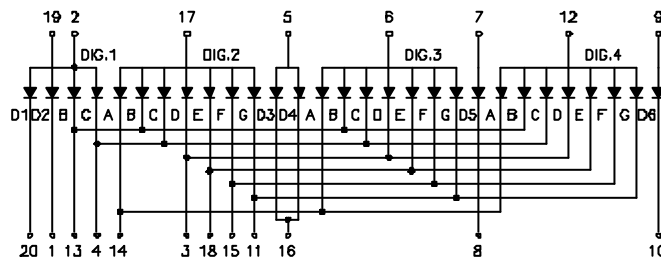 19 2 17 5 6 7 12 9
DIG.1 DIG.2 DIG.3 DIG.4
D1 D2 B C A B C D E F G D3 D4 A B C D E F G D5 A B C D E F G D6
20 1 13 4 14 3 18 15 11 16 8 10